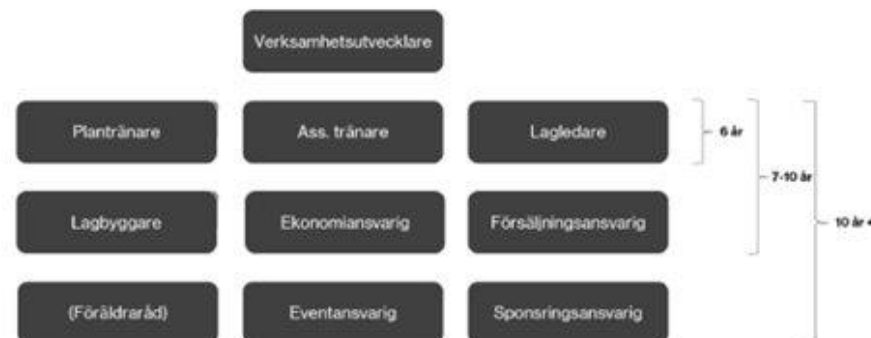 Verksamhetsutvecklare
Plantränare
Ass. tränare
Lagledare
6 år
7-10 år
Lagbyggare
Ekonomiansvarig
Försäljningsansvarig
10 år
(Föräldraråd)
Eventansvarig
Sponsringsansvarig